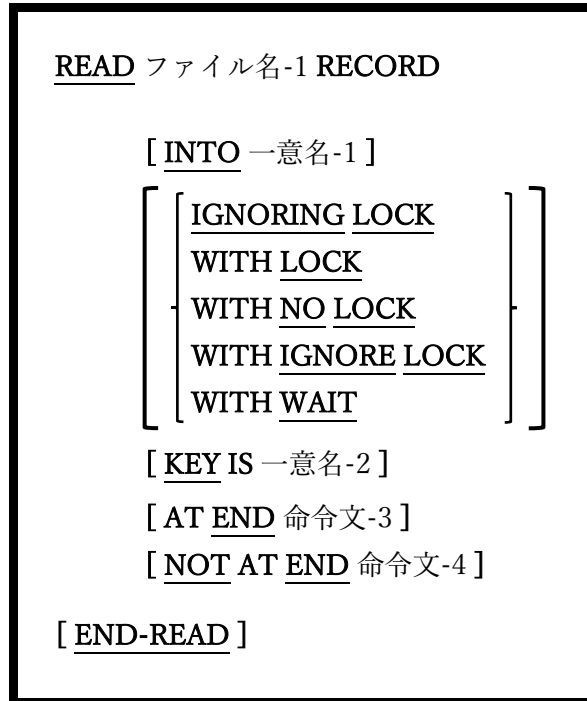 READ ファイル名-1 RECORD
[ INTO 一意名-1 ]
IGNORING LOCK
WITH LOCK
WITH NO LOCK
WITH IGNORE LOCK
WITH WAIT
[ KEY IS 一意名-2 ]
[ AT END 命令文-3 ]
[ NOT AT END 命令文-4 ]
[ END-READ ]